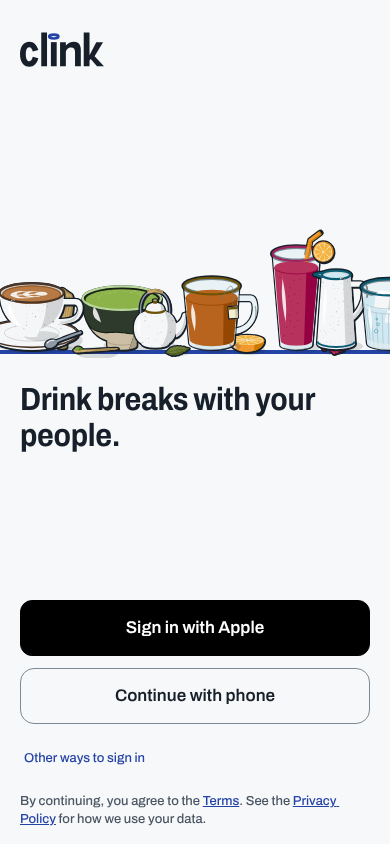 clink
Drink breaks with your
people.
Sign in with Apple
Continue with phone
Other ways to sign in
By continuing, you agree to the Terms. See the Privacy
Policy for how we use your data.